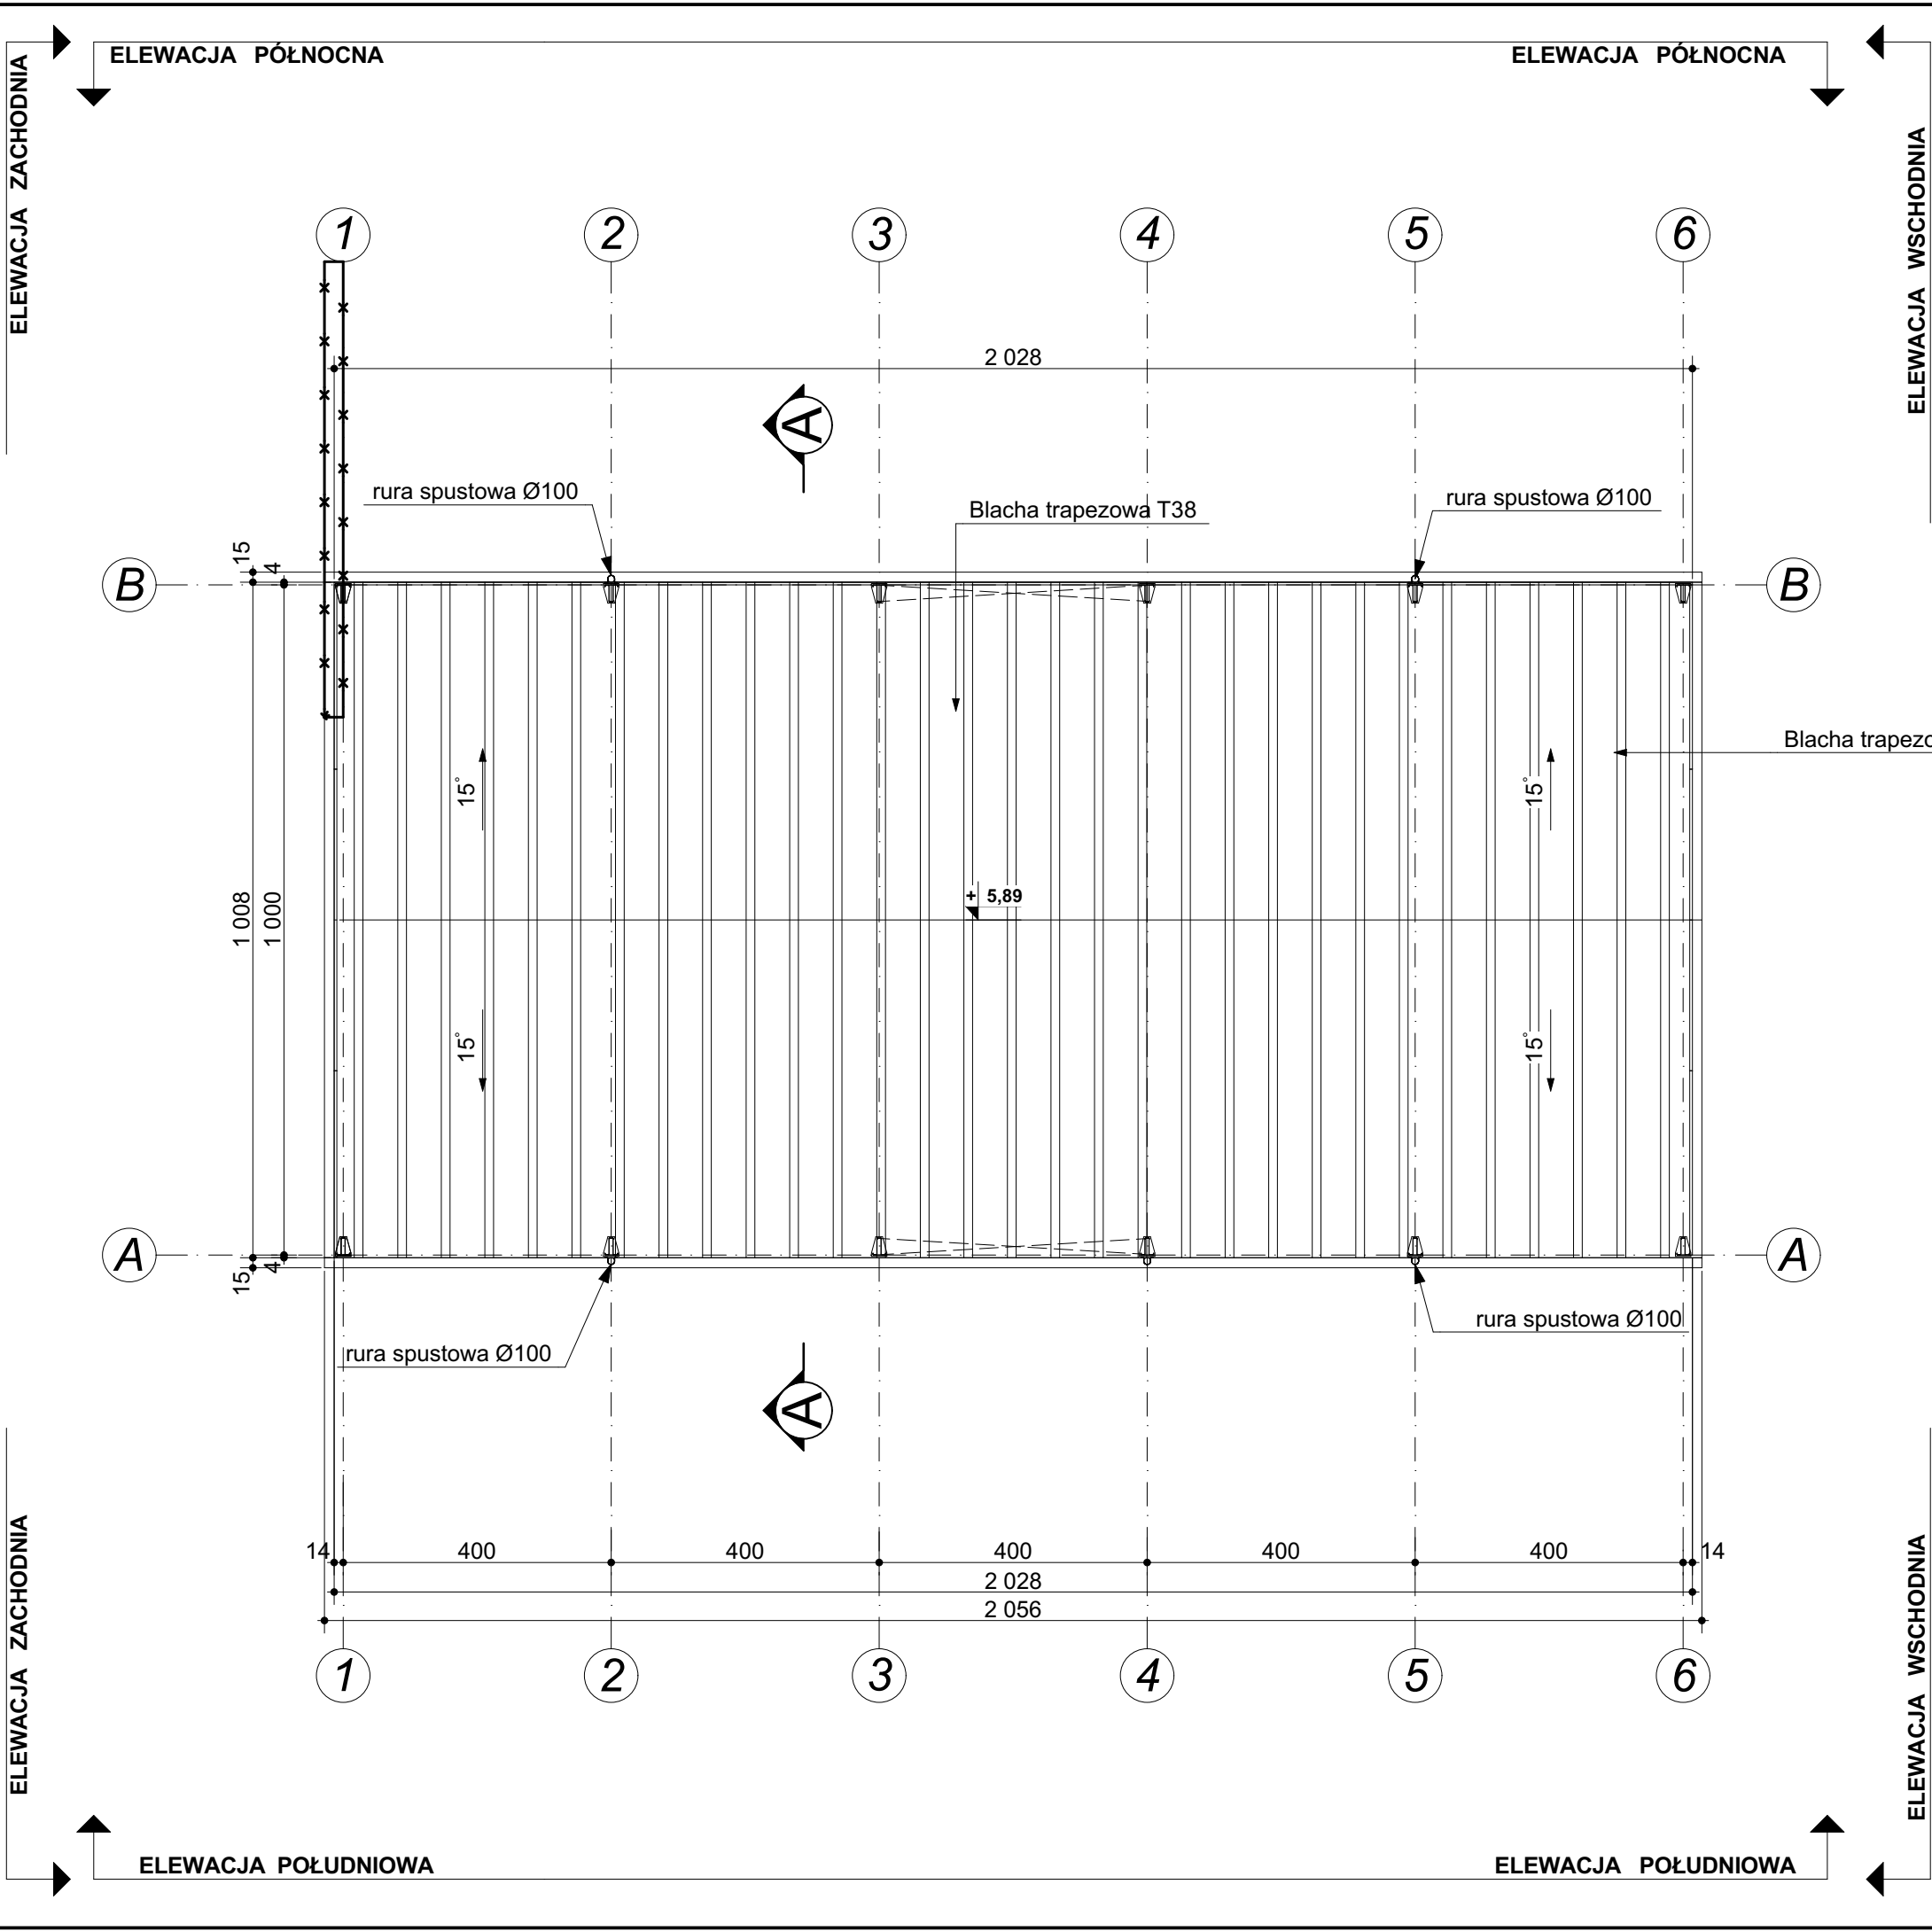 ELEWACJA PÓŁNOCNA
ELEWACJA PÓŁNOCNA
ELEWACJA ZACHODNIA
ELEWACJA WSCHODNIA
1 2 3 4 5 6
2 028
A
rura spustowa Ø100
Blacha trapezowa T38
rura spustowa Ø100
15
4
B
B
Blacha trapezo
15°
15°
+ 5,89
1 008
1 000
15°
15°
A
A
15
4
rura spustowa Ø100
rura spustowa Ø100
A
14 400 400 400 400 400 14
2 028
2 056
1 2 3 4 5 6
ELEWACJA ZACHODNIA
ELEWACJA WSCHODNIA
ELEWACJA POŁUDNIOWA
ELEWACJA POŁUDNIOWA